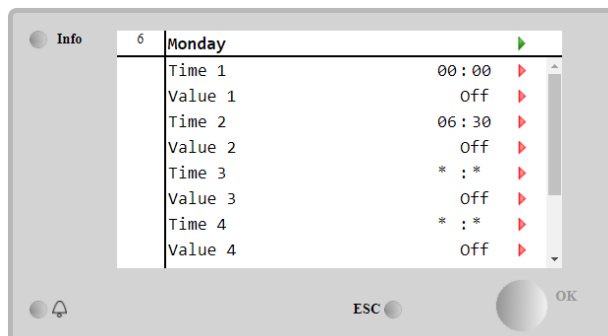 Info
6 Monday
Time 1 00:00
Value 1 Off
Time 2 06:30
Value 2 Off
Time 3 * :*
Value 3 Off
Time 4 * :*
Value 4 Off
ESC
OK